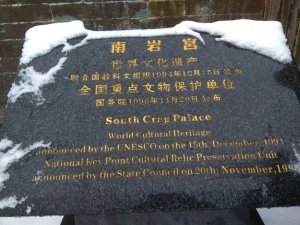 南岩宫
世界文化遗产
联合国教科文组织1994年12月15日公布
全国重点文物保护单位
国务院1996年11月20日公布
South Crag Palace
World Cultural Heritage
announced by the UNESCO on the 15th, December, 1994
National Key Point Cultural Relic Preservation Unit
announced by the State Council on 20th, November, 199